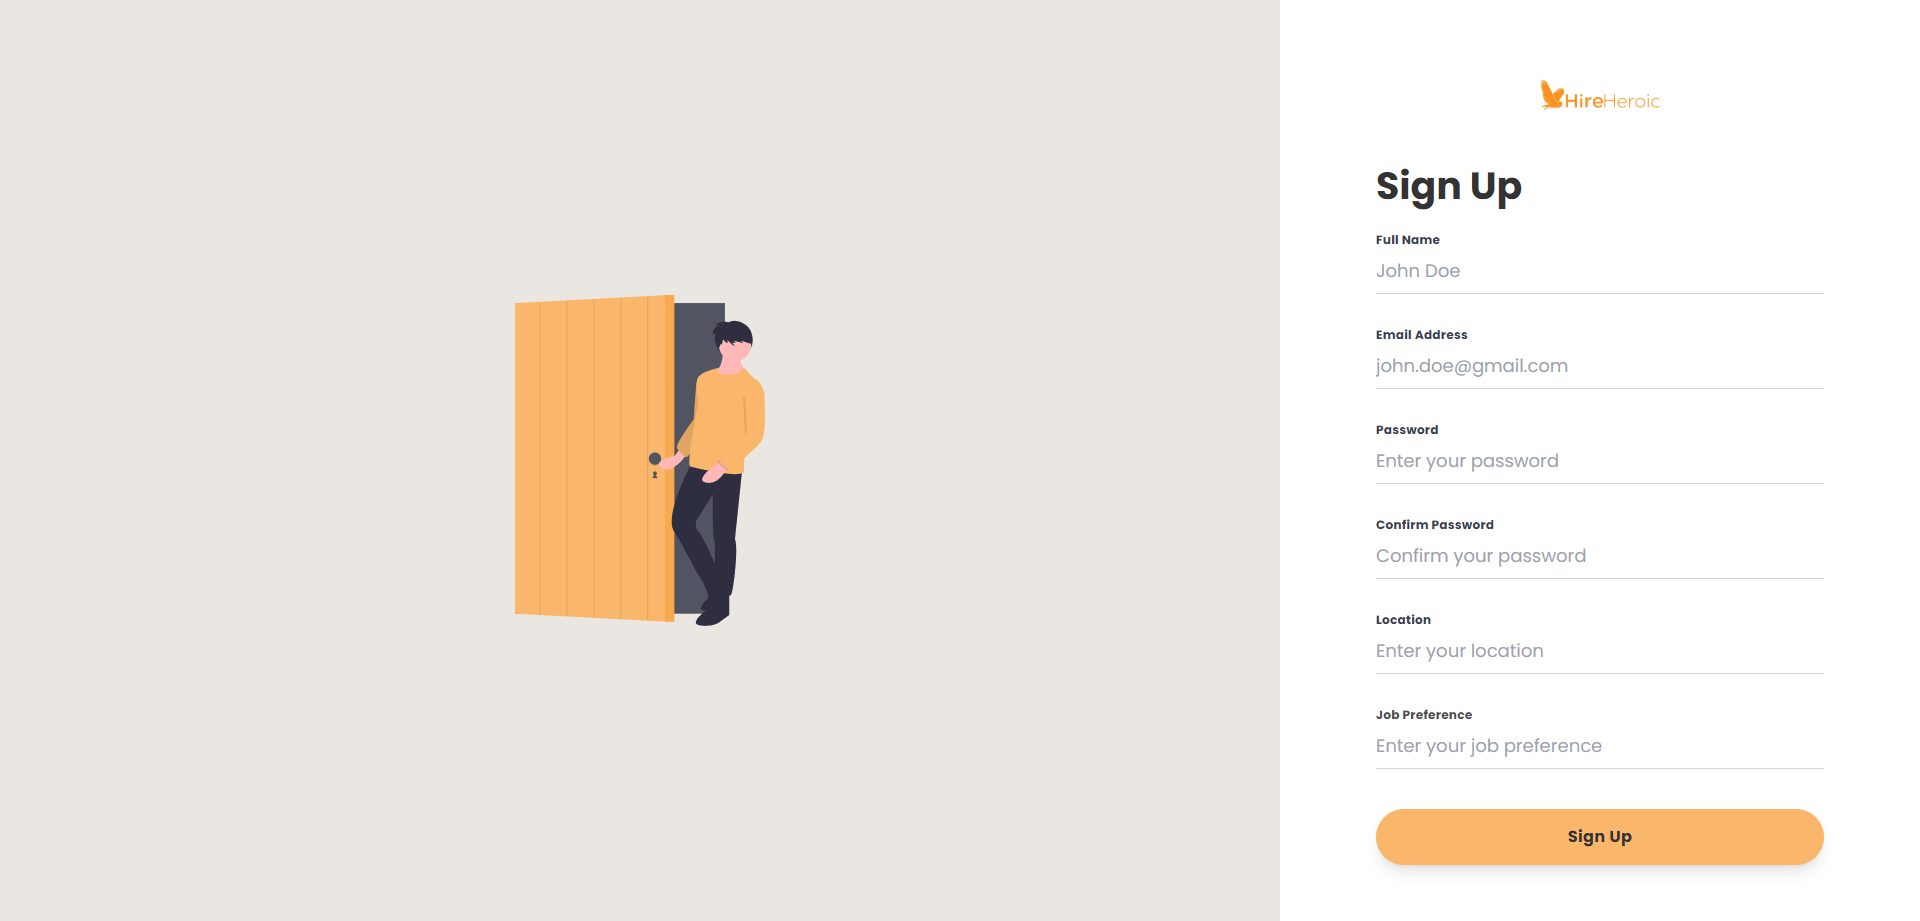 HireHeroic
Sign Up
Full Name
John Doe
Email Address
john.doe@gmail.com
Password
Enter your password
Confirm Password
Confirm your password
Location
Enter your location
Job Preference
Enter your job preference
Sign Up